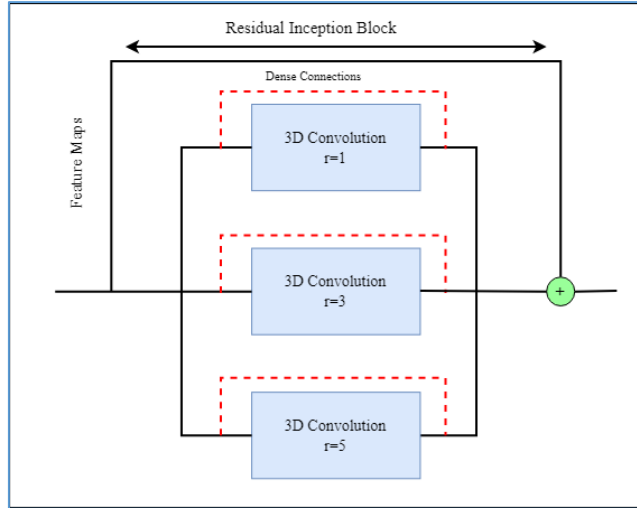 Residual Inception Block
Dense Connections
Feature Maps
3D Convolution
r=1
3D Convolution
r=3
+
3D Convolution
r=5